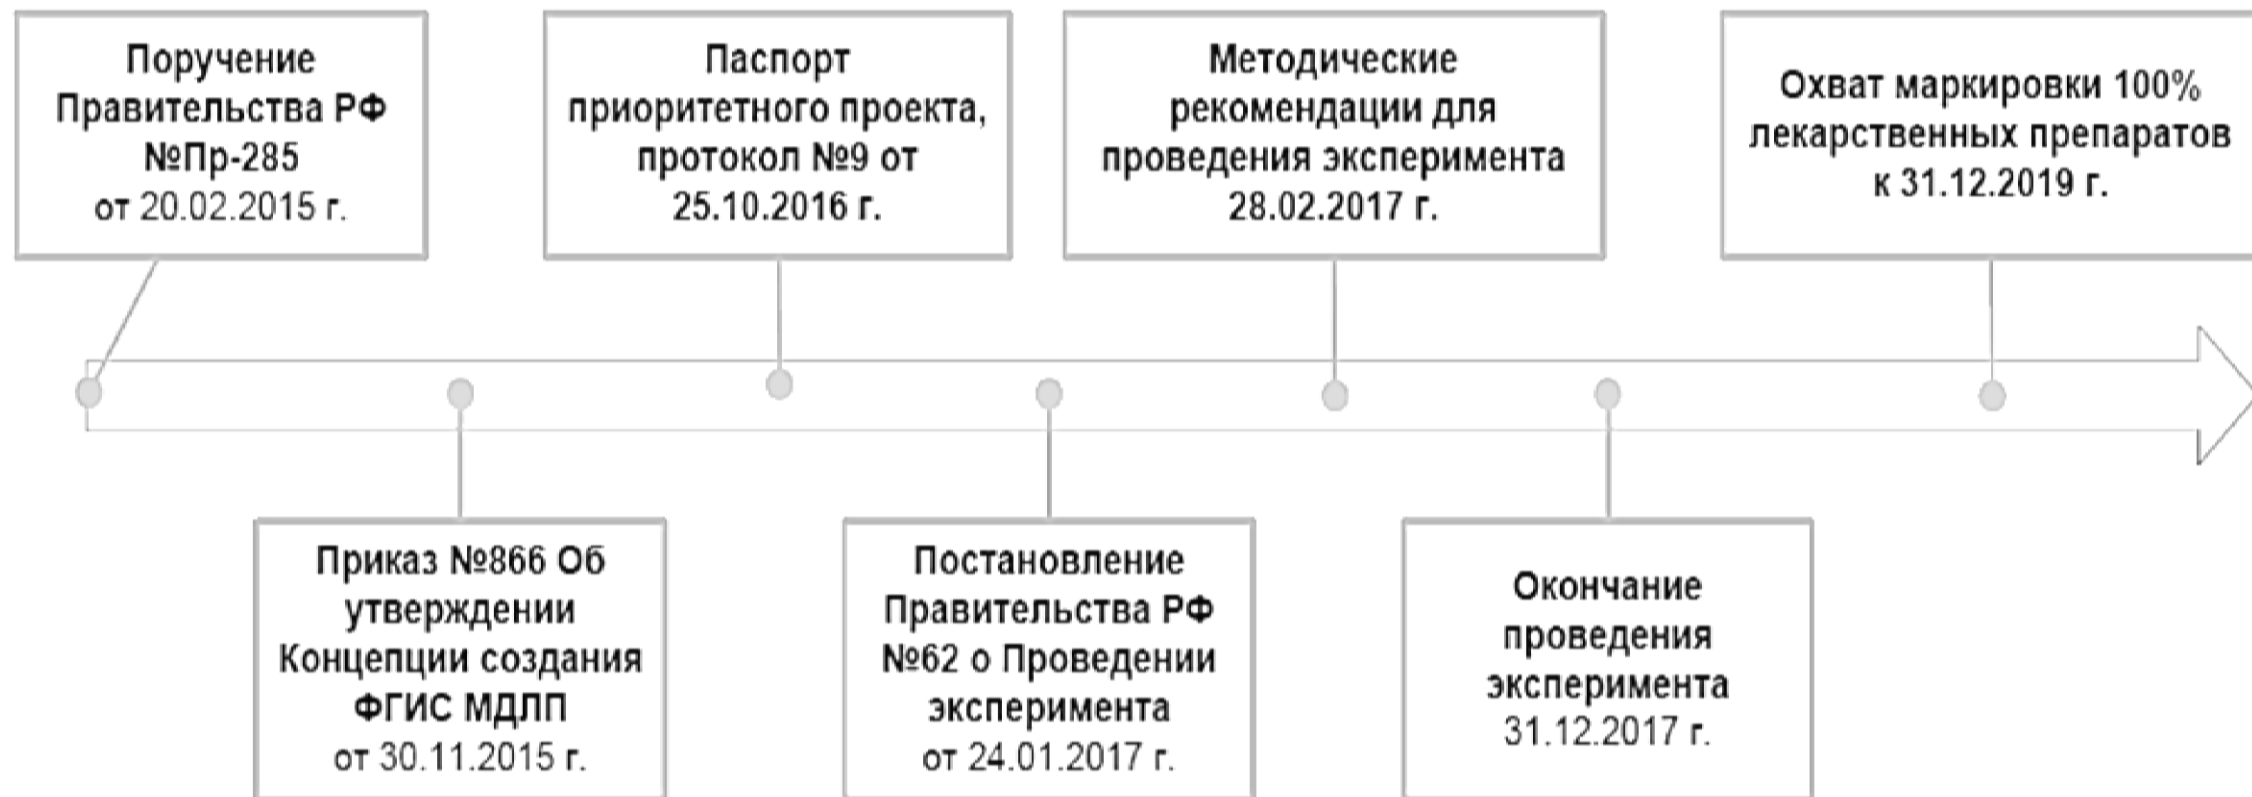 Поручение
Правительства РФ
№Пр-285
от 20.02.2015 г.
Паспорт
приоритетного проекта,
протокол №9 от
25.10.2016 г.
Методические
рекомендации для
проведения эксперимента
28.02.2017 г.
Охват маркировки 100%
лекарственных препаратов
к 31.12.2019 г.
Приказ №866 Об
утверждении
Концепции создания
ФГИС МДЛП
от 30.11.2015 г.
Постановление
Правительства РФ
№62 о Проведении
эксперимента
от 24.01.2017 г.
Окончание
проведения
эксперимента
31.12.2017 г.